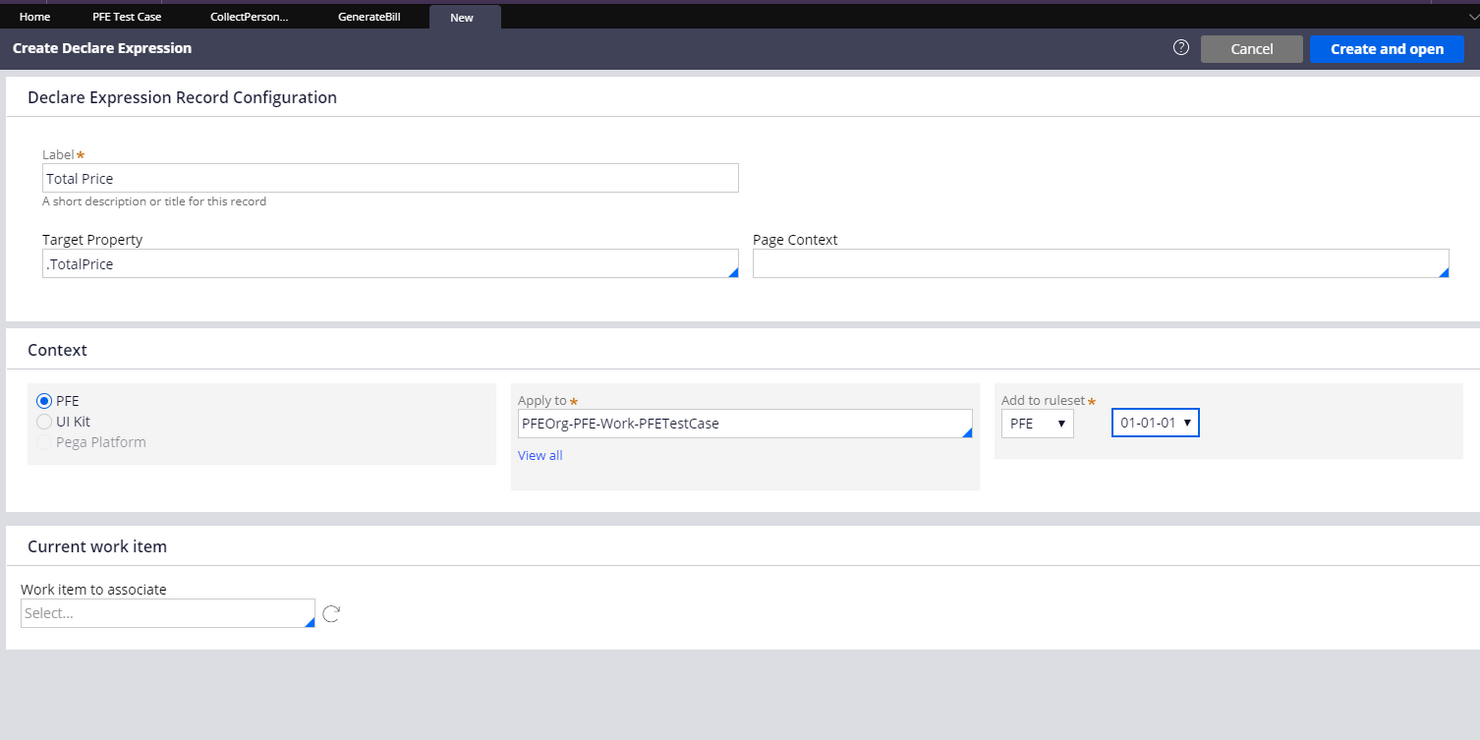 Home PFE Test Case CollectPerson... GenerateBill New
Create Declare Expression ? Cancel Create and open
Declare Expression Record Configuration
Label*
Total Price
A short description or title for this record
Target Property Page Context
.TotalPrice
Context
PFE Apply to * Add to ruleset *
UI Kit PFEOrg-PFE-Work-PFETestCase PFE 01-01-01
Pega Platform View all
Current work item
Work item to associate
Select...